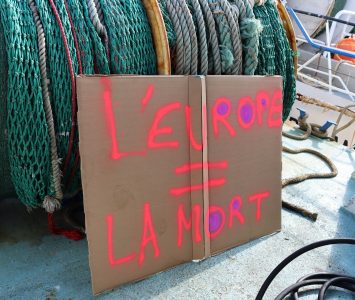 L'EUROPE
=
LA MORT